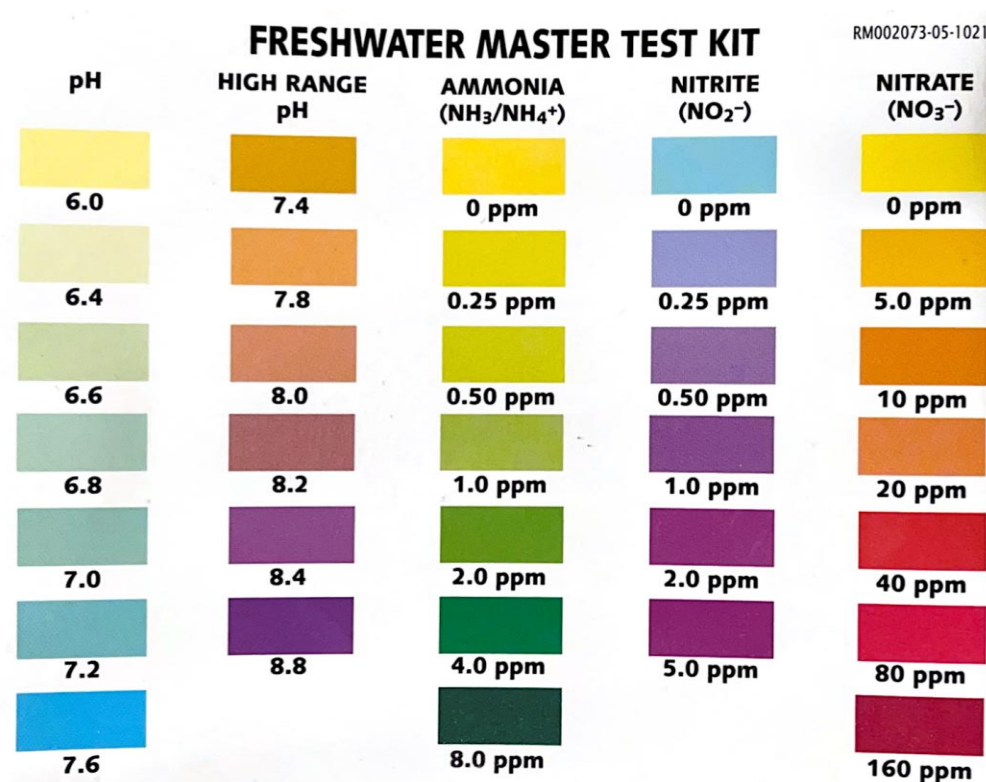 FRESHWATER MASTER TEST KIT
RM002073-05-1021
pH
HIGH RANGE
pH
AMMONIA
(NH₃/NH₄⁺)
NITRITE
(NO₂⁻)
NITRATE
(NO₃⁻)
6.0 7.4 0 ppm 0 ppm 0 ppm
6.4 7.8 0.25 ppm 0.25 ppm 5.0 ppm
6.6 8.0 0.50 ppm 0.50 ppm 10 ppm
6.8 8.2 1.0 ppm 1.0 ppm 20 ppm
7.0 8.4 2.0 ppm 2.0 ppm 40 ppm
7.2 8.8 4.0 ppm 5.0 ppm 80 ppm
7.6 8.0 ppm 160 ppm